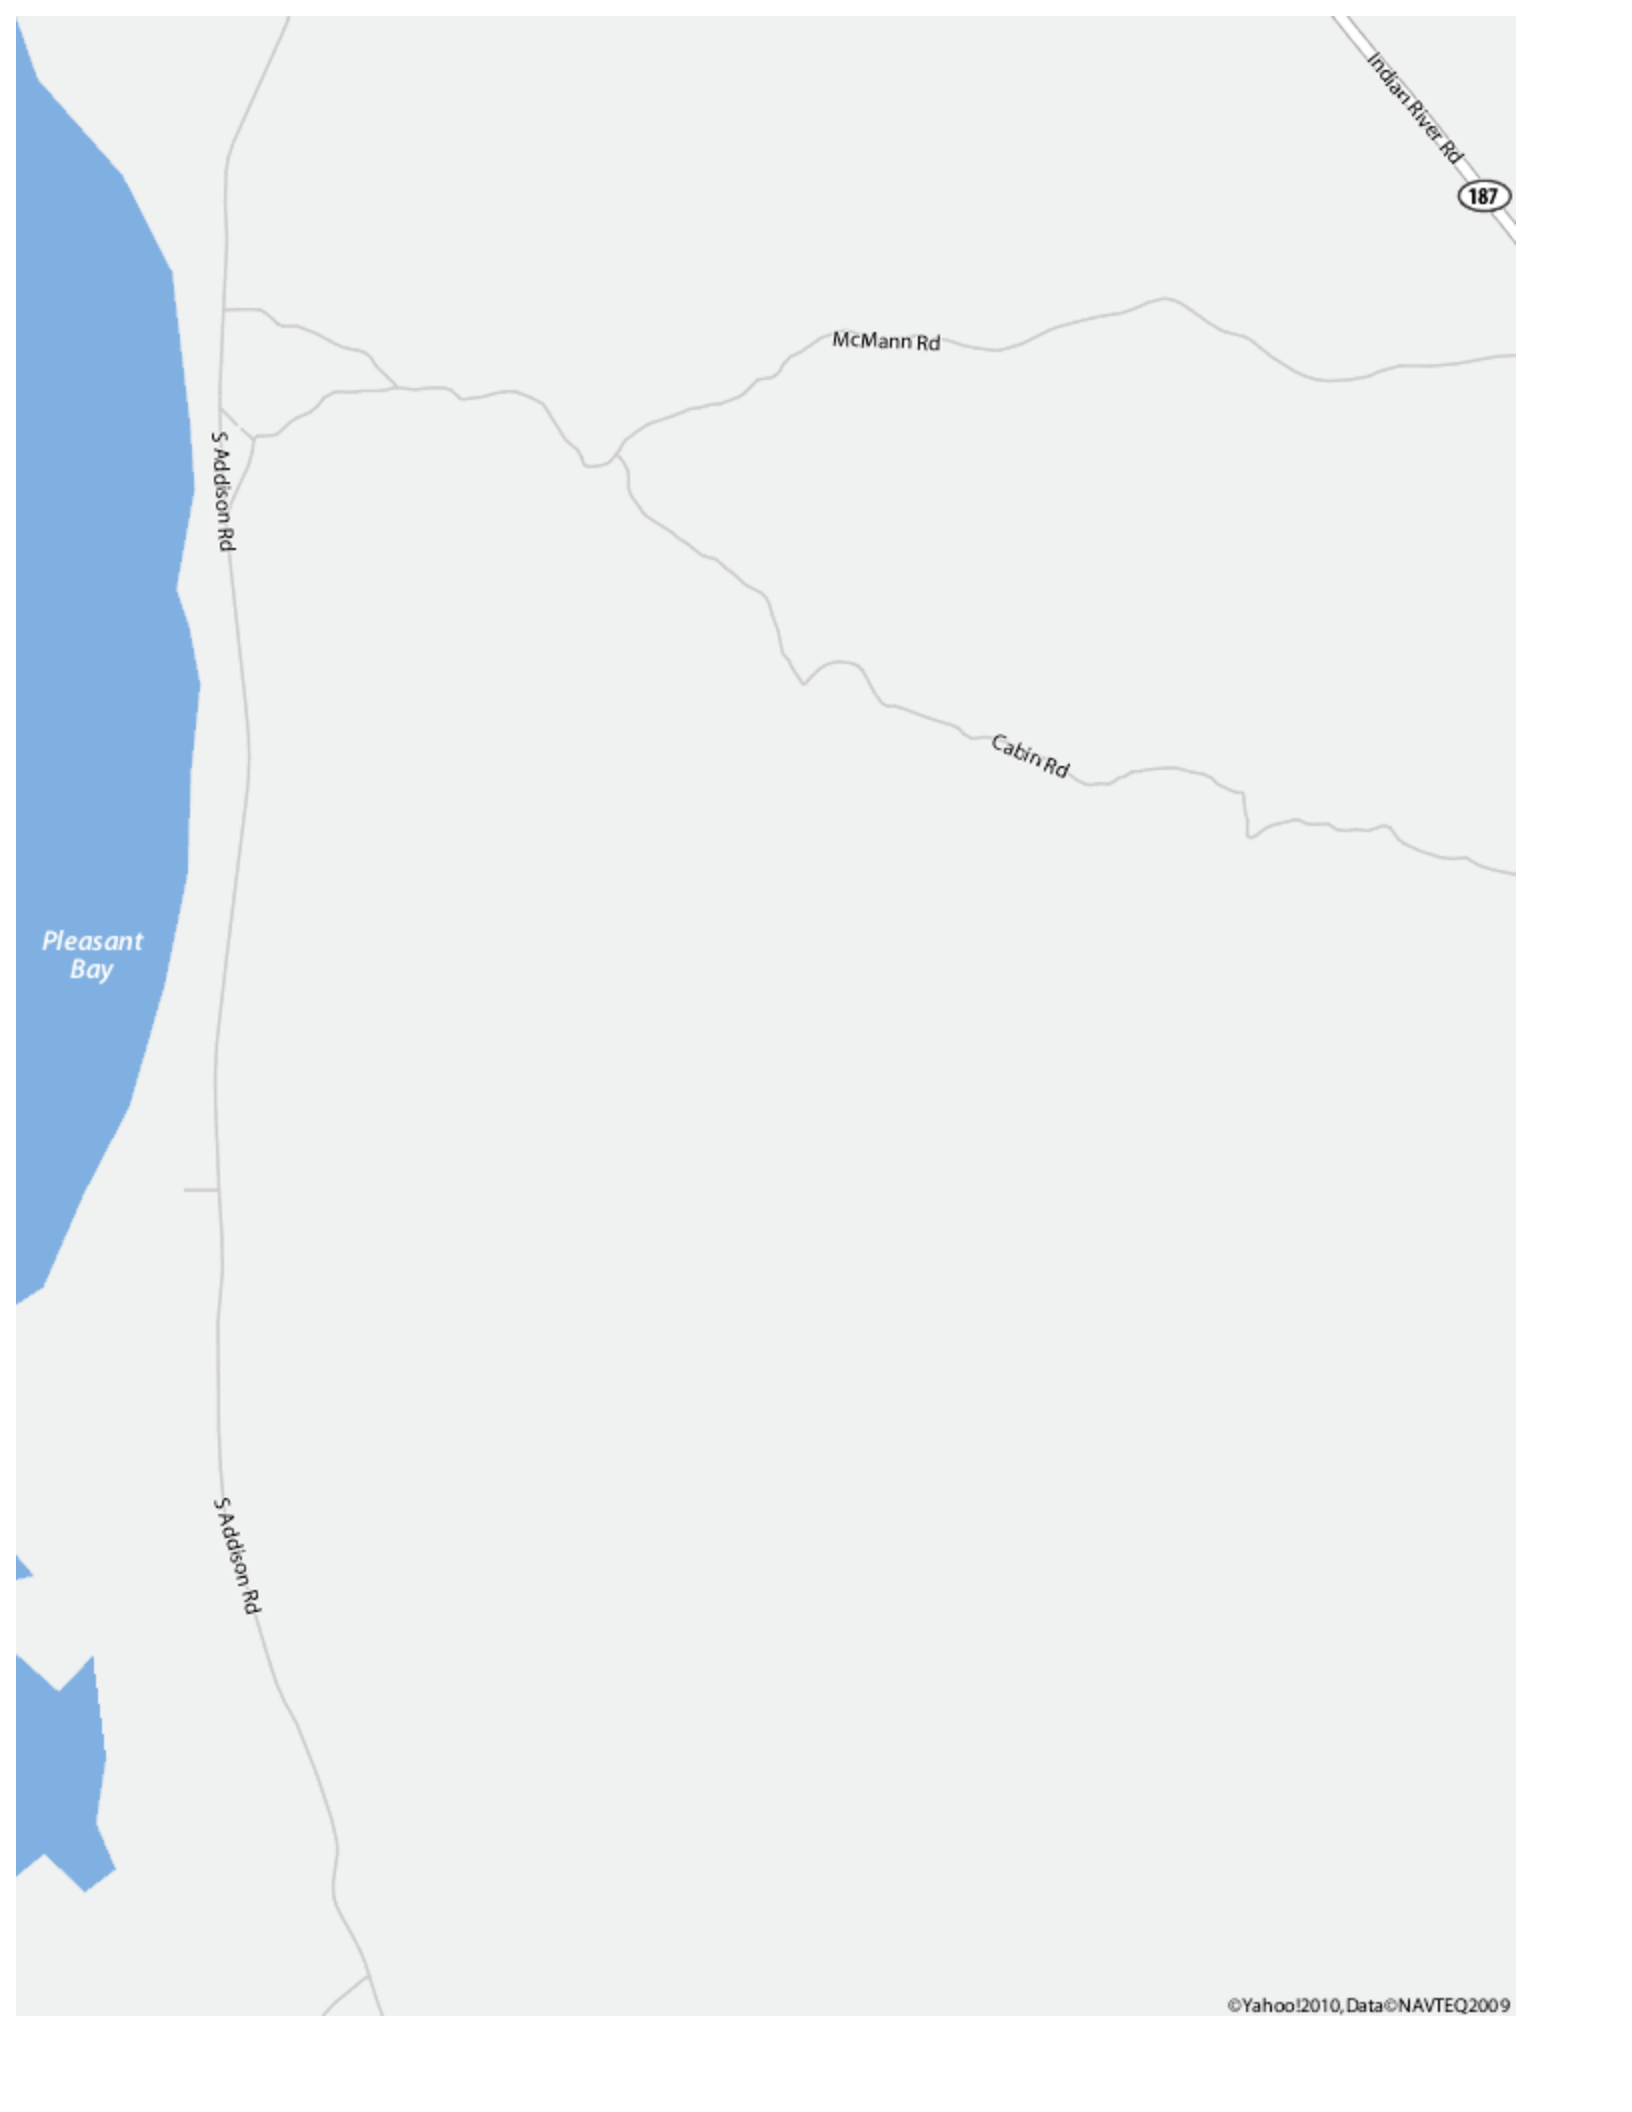 Indian River Rd
187
McMann Rd
S Addison Rd
Cabin Rd
Pleasant
Bay
S Addison Rd
©Yahoo!2010,Data©NAVTEQ2009